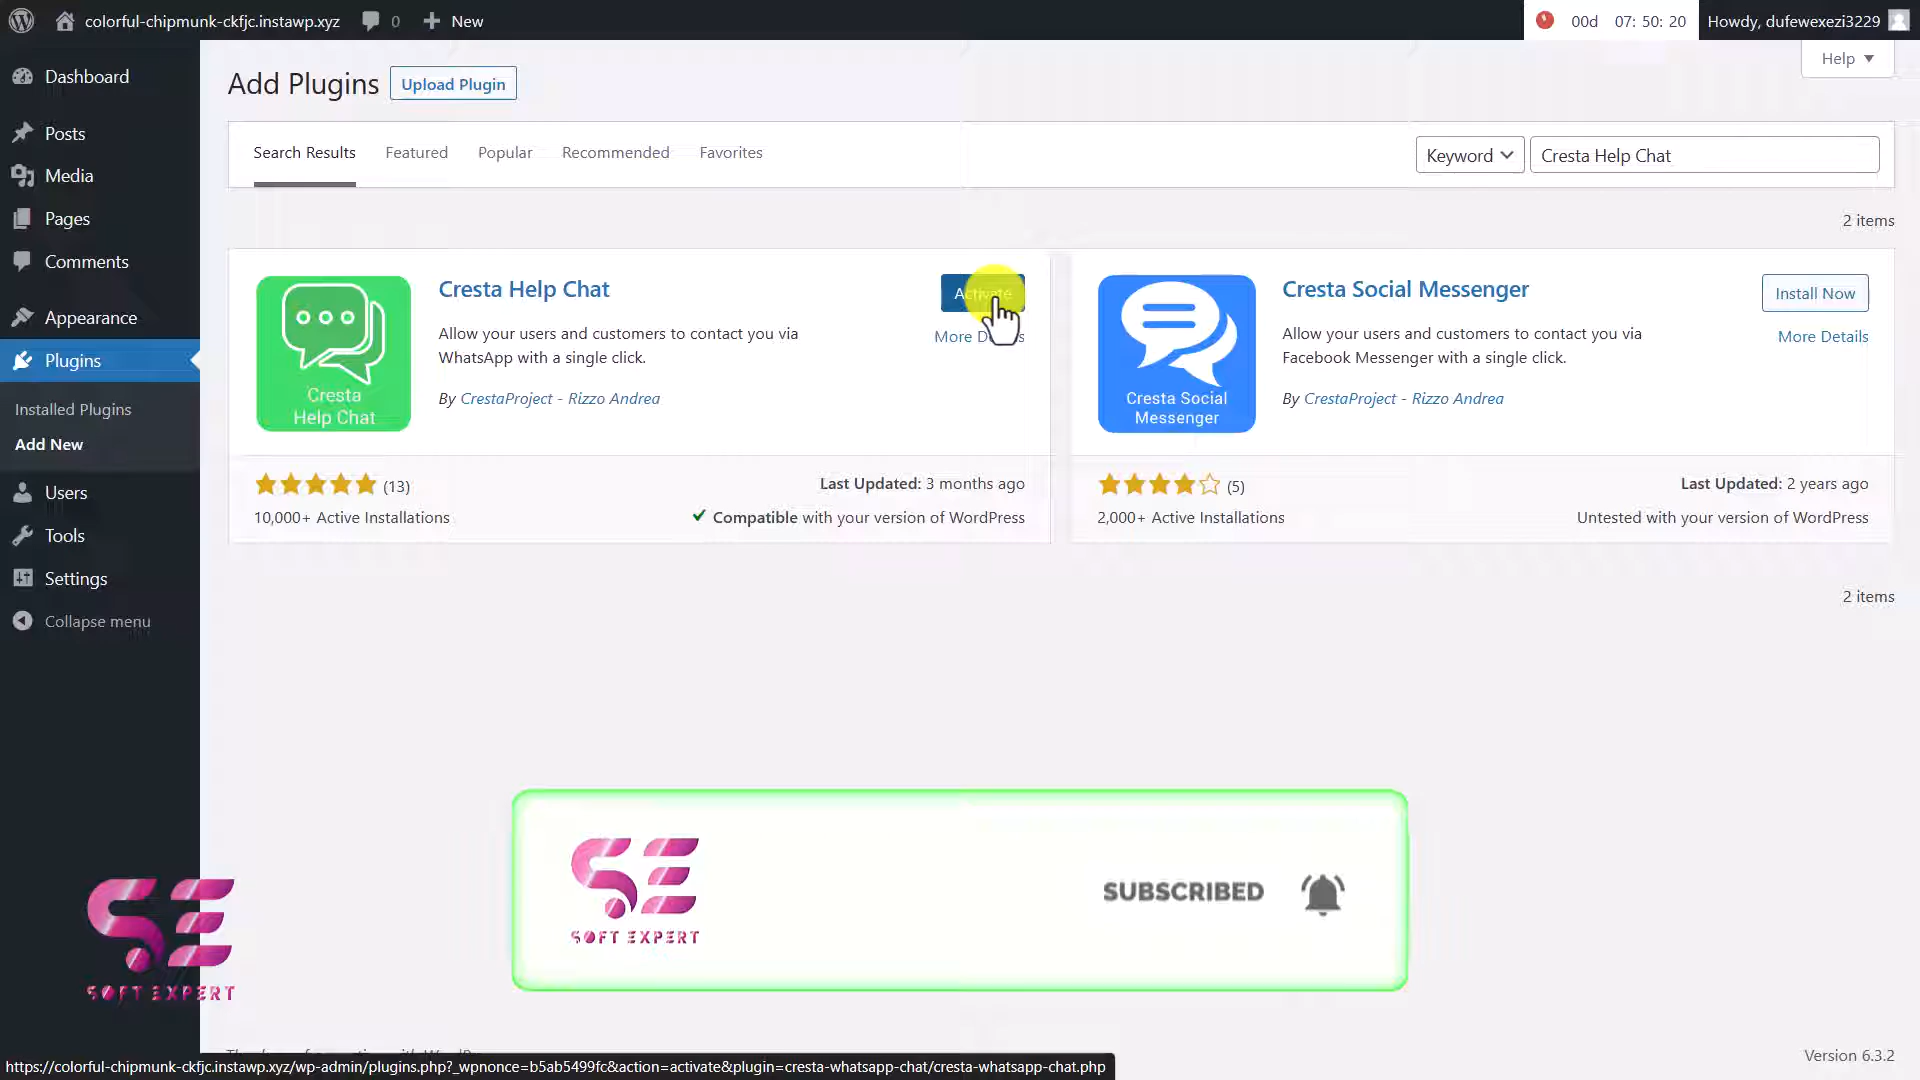 colorful-chipmunk-ckfjc.instawp.xyz
0
New
00d 07: 50: 20
Howdy, dufewexezi3229
Help
Dashboard
Posts
Media
Pages
Comments
Appearance
Plugins
Installed Plugins
Add New
Users
Tools
Settings
Collapse menu
Add Plugins
Upload Plugin
Search Results
Featured
Popular
Recommended
Favorites
Keyword
Cresta Help Chat
2 items
Cresta
Help Chat
Cresta Help Chat
Allow your users and customers to contact you via
WhatsApp with a single click.
By CrestaProject - Rizzo Andrea
Activate
(13)
10,000+ Active Installations
Last Updated: 3 months ago
Compatible with your version of WordPress
Cresta Social
Messenger
Cresta Social Messenger
Allow your users and customers to contact you via
Facebook Messenger with a single click.
By CrestaProject - Rizzo Andrea
Install Now
More Details
(5)
2,000+ Active Installations
Last Updated: 2 years ago
Untested with your version of WordPress
2 items
SE
SOFT EXPERT
SUBSCRIBED
SE
SOFT EXPERT
Version 6.3.2
https://colorful-chipmunk-ckfjc.instawp.xyz/wp-admin/plugins.php?_wpnonce=b5ab5499fc&action=activate&plugin=cresta-whatsapp-chat/cresta-whatsapp-chat.php